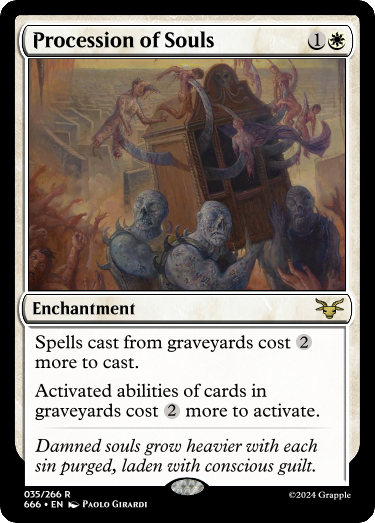 Procession of Souls 1
Enchantment
Spells cast from graveyards cost 2
more to cast.
Activated abilities of cards in
graveyards cost 2 more to activate.
Damned souls grow heavier with each
sin purged, laden with conscious guilt.
035/266 R
666 • EN Paolo Girardi
©2024 Grapple